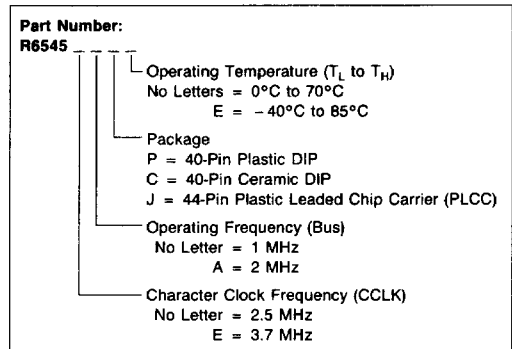 Part Number:
R6545 _ _ _ _
Operating Temperature (TL to TH)
No Letters = 0°C to 70°C
E = −40°C to 85°C
Package
P = 40-Pin Plastic DIP
C = 40-Pin Ceramic DIP
J = 44-Pin Plastic Leaded Chip Carrier (PLCC)
Operating Frequency (Bus)
No Letter = 1 MHz
A = 2 MHz
Character Clock Frequency (CCLK)
No Letter = 2.5 MHz
E = 3.7 MHz